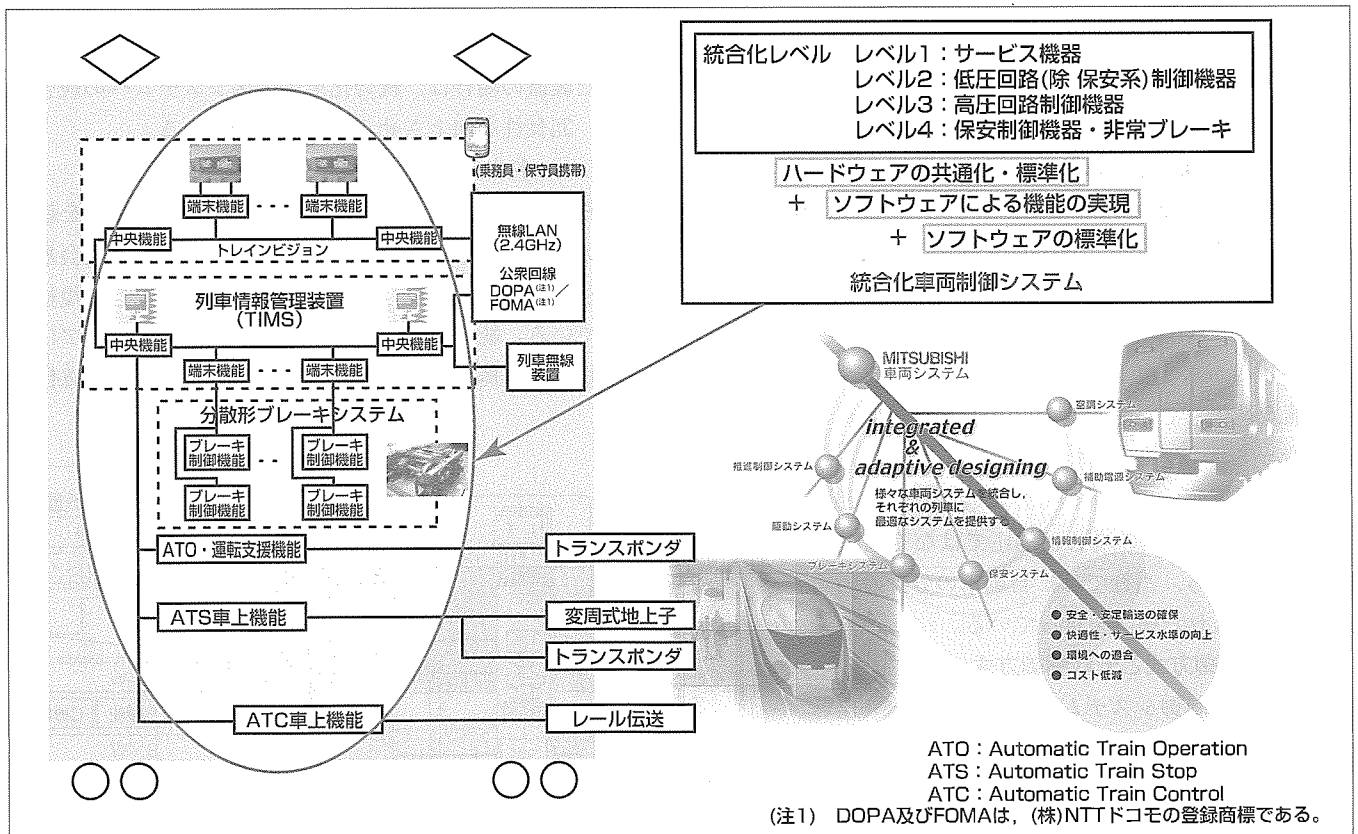 統合化レベル レベル1：サービス機器
レベル2：低圧回路(除 保安系)制御機器
レベル3：高圧回路制御機器
レベル4：保安制御機器・非常ブレーキ
ハードウェアの共通化・標準化
+ ソフトウェアによる機能の実現
+ ソフトウェアの標準化
統合化車両制御システム
(乗務員・保守員携帯)
端末機能 - - - 端末機能
中央機能 中央機能
トレインビジョン
無線LAN
(2.4GHz)
公衆回線
DOPA(注1)／
FOMA(注1)
列車情報管理装置
(TIMS)
中央機能 中央機能
端末機能 - - - 端末機能
列車無線
装置
分散形ブレーキシステム
ブレーキ
制御機能
- -
ブレーキ
制御機能
ブレーキ
制御機能
ブレーキ
制御機能
ATO・運転支援機能
トランスポンダ
ATS車上機能
変周式地上子
トランスポンダ
ATC車上機能
レール伝送
MITSUBISHI
車両システム
空調システム
integrated
&
adaptive designing
推進制御システム
補助電源システム
様々な車両システムを統合し，
それぞれの列車に
最適なシステムを提供する
駆動システム
情報制御システム
ブレーキシステム
保安システム
● 安全・安定輸送の確保
● 快適性・サービス水準の向上
● 環境への適合
● コスト低減
ATO：Automatic Train Operation
ATS：Automatic Train Stop
ATC：Automatic Train Control
(注1) DOPA及びFOMAは，(株)NTTドコモの登録商標である。